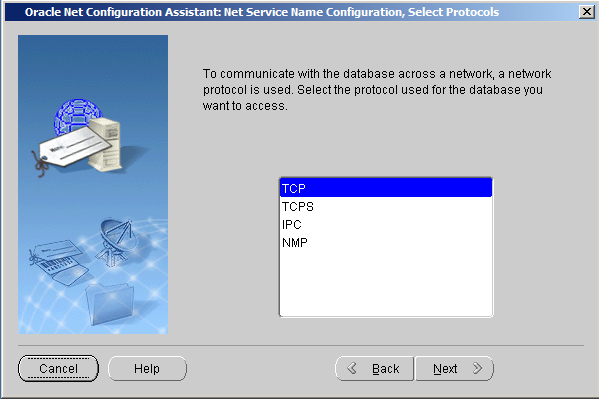 Oracle Net Configuration Assistant: Net Service Name Configuration, Select Protocols
To communicate with the database across a network, a network
protocol is used. Select the protocol used for the database you
want to access.
TCP
TCPS
IPC
NMP
Cancel
Help
Back
Next